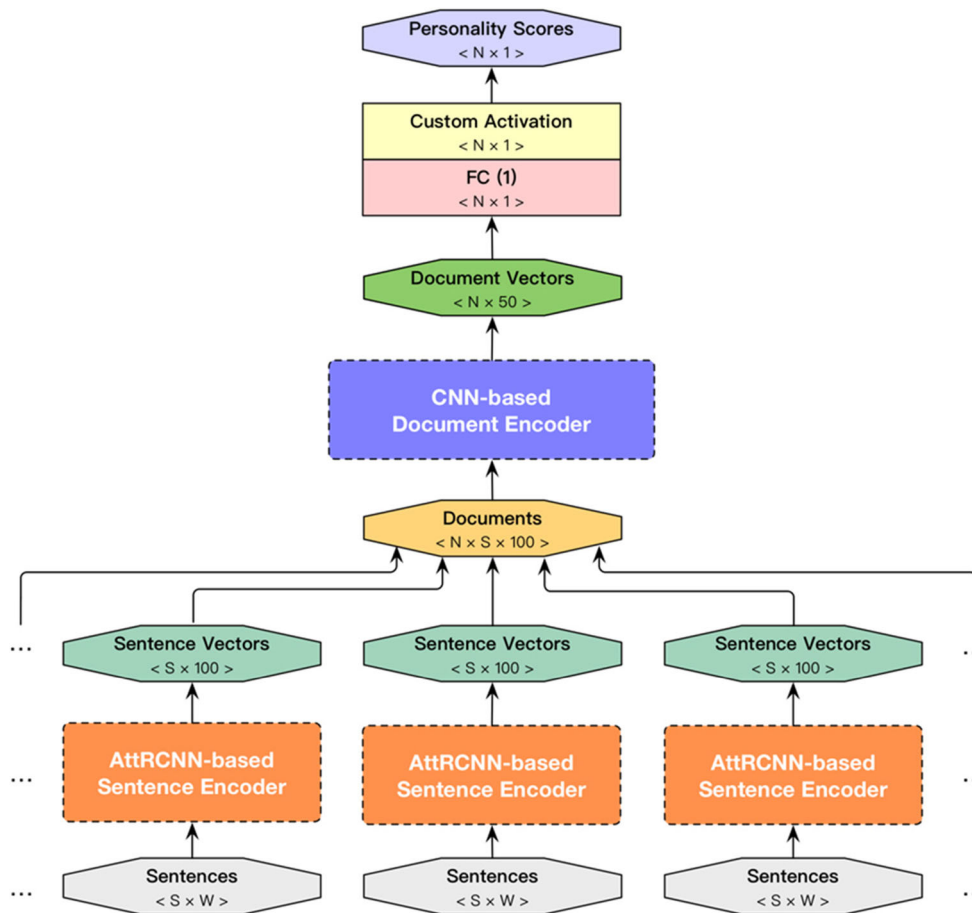 Personality Scores
< N × 1 >
Custom Activation
< N × 1 >
FC (1)
< N × 1 >
Document Vectors
< N × 50 >
CNN-based
Document Encoder
Documents
< N × S × 100 >
... Sentence Vectors Sentence Vectors Sentence Vectors .
< S × 100 > < S × 100 > < S × 100 >
AttRCNN-based AttRCNN-based AttRCNN-based
... Sentence Encoder Sentence Encoder Sentence Encoder .
Sentences Sentences Sentences
... < S × W > < S × W > < S × W > .